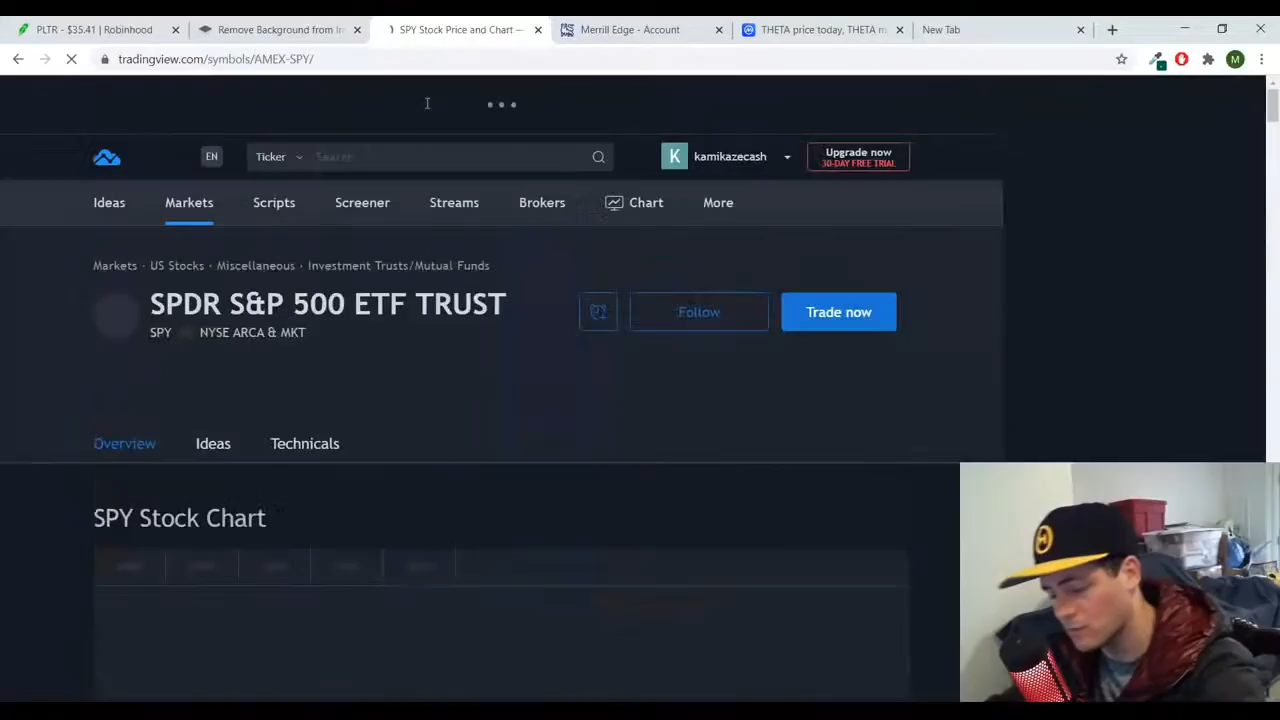 PLTR - $35.41 | Robinhood
Remove Background from Im
SPY Stock Price and Chart —
Merrill Edge - Account
THETA price today, THETA m
New Tab
tradingview.com/symbols/AMEX-SPY/
M
EN
Ticker
Search
K
kamikazecash
Upgrade now
30-DAY FREE TRIAL
Ideas
Markets
Scripts
Screener
Streams
Brokers
Chart
More
Markets · US Stocks · Miscellaneous · Investment Trusts/Mutual Funds
SPDR S&P 500 ETF TRUST
SPY
NYSE ARCA & MKT
Follow
Trade now
Overview
Ideas
Technicals
SPY Stock Chart